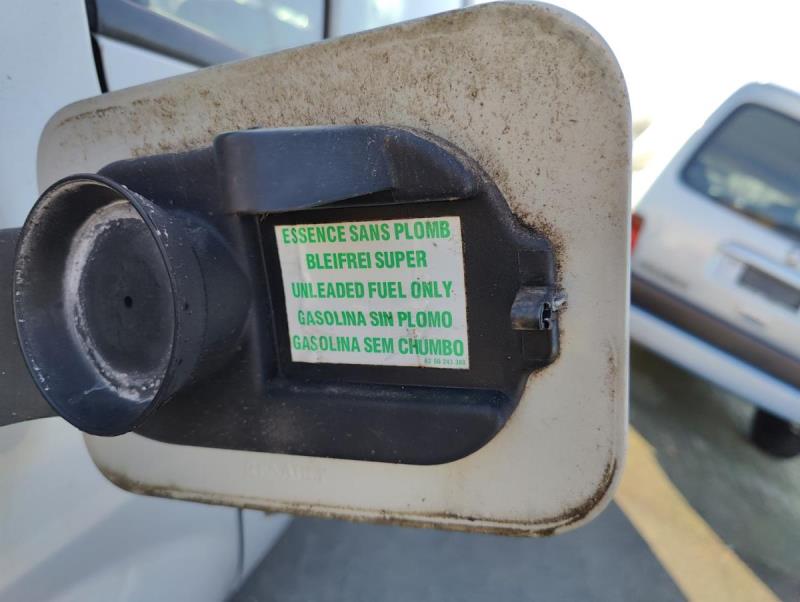 ESSENCE SANS PLOMB
BLEIFREI SUPER
UNLEADED FUEL ONLY
GASOLINA SIN PLOMO
GASOLINA SEM CHUMBO